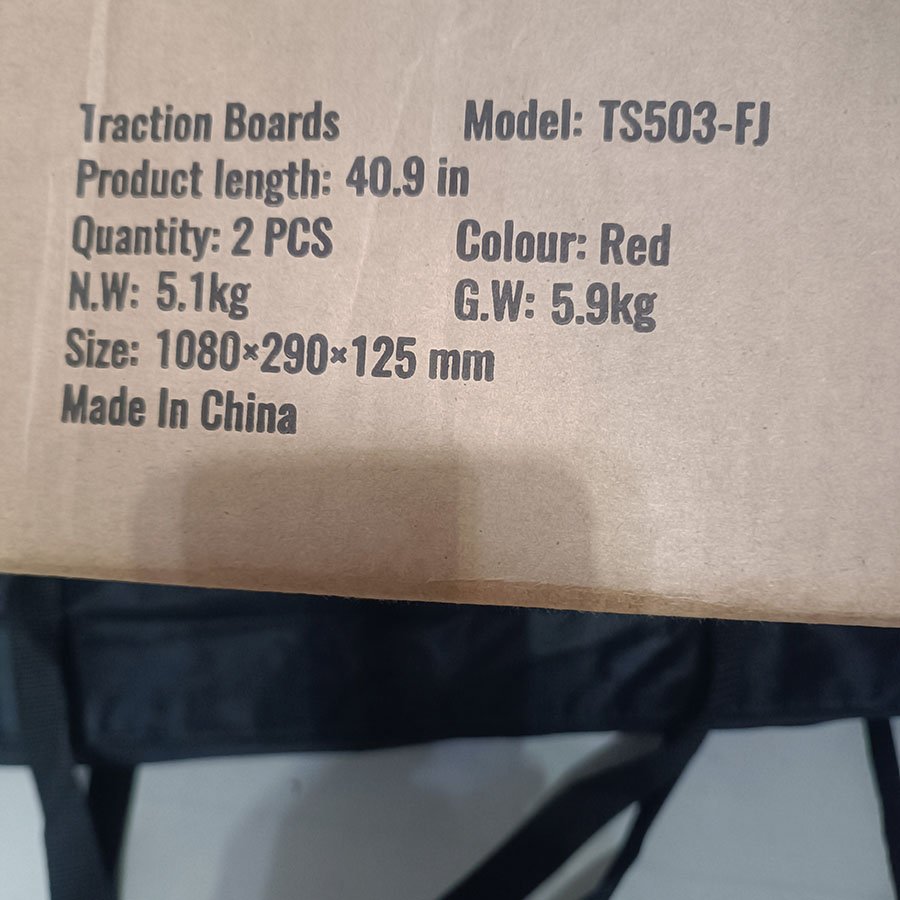 Traction Boards Model: TS503-FJ
Product length: 40.9 in
Quantity: 2 PCS Colour: Red
N.W: 5.1kg G.W: 5.9kg
Size: 1080×290×125 mm
Made In China